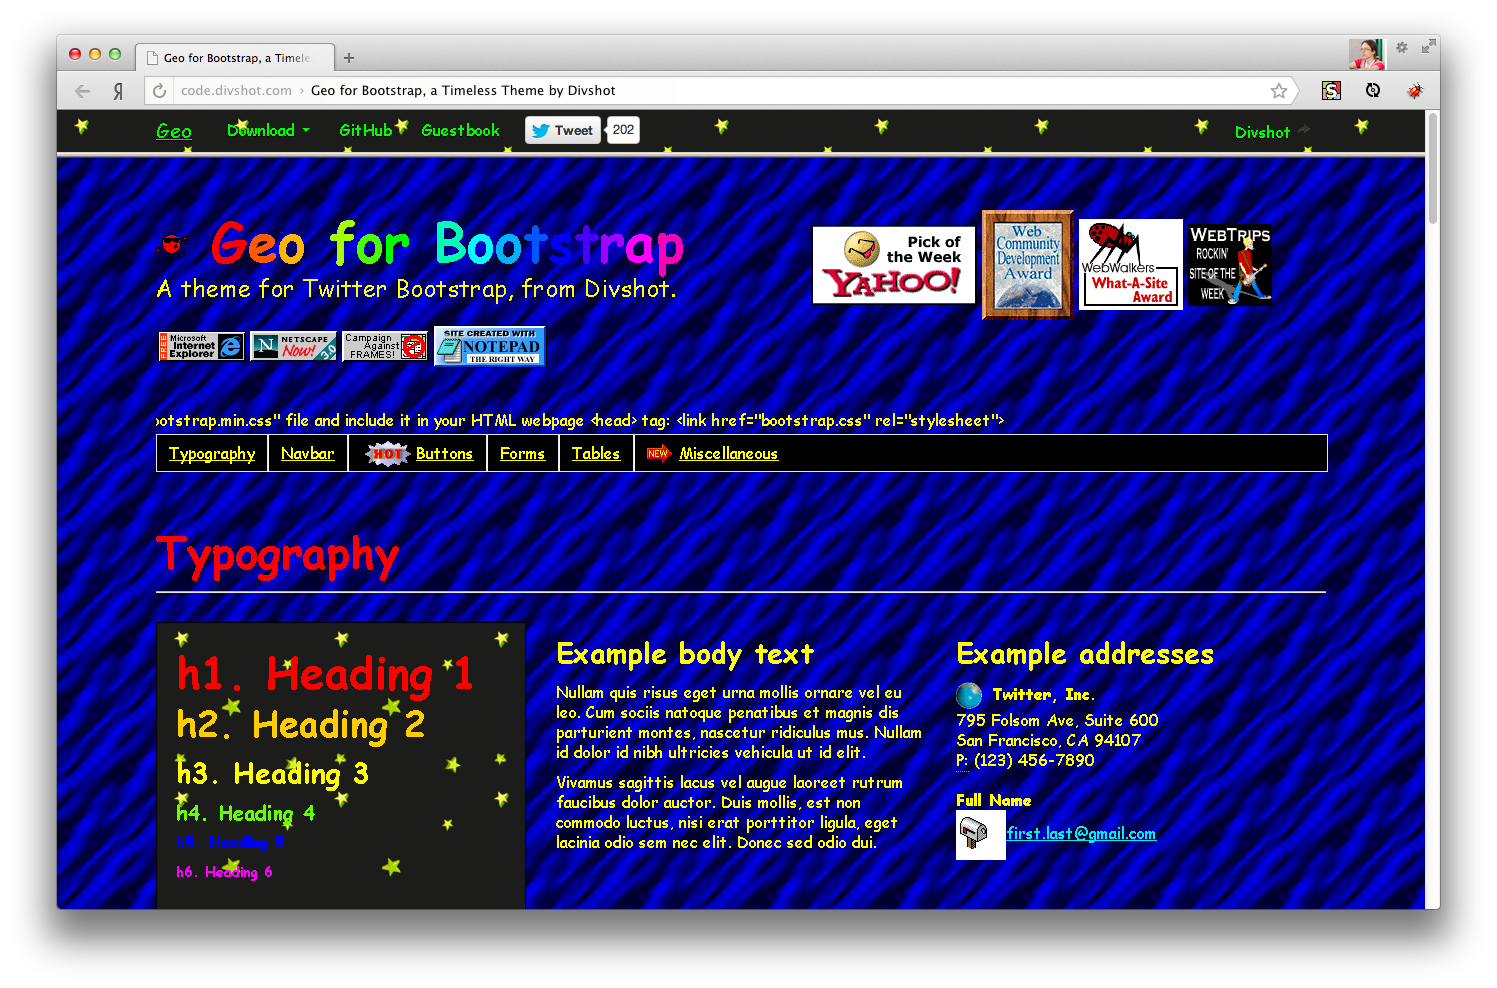 Geo for Bootstrap, a Timele
Я
code.divshot.com › Geo for Bootstrap, a Timeless Theme by Divshot
S
Geo Download GitHub Guestbook Tweet 202 Divshot
Geo for Bootstrap
A theme for Twitter Bootstrap, from Divshot.
Pick of
the Week
YAHOO!
Web
Community
Development
Award
WebWalkers
What-A-Site
Award
WEBTRIPS
ROCKIN'
SITE OF THE
WEEK
FREE
Microsoft
Internet
Explorer
N
NETSCAPE
Now! 3.0
Campaign
Against
FRAMES!
SITE CREATED WITH
NOTEPAD
THE RIGHT WAY
ootstrap.min.css" file and include it in your HTML webpage <head> tag: <link href="bootstrap.css" rel="stylesheet">
Typography Navbar HOT Buttons Forms Tables NEW Miscellaneous
Typography
h1. Heading 1
h2. Heading 2
h3. Heading 3
h4. Heading 4
h5. Heading 5
h6. Heading 6
Example body text
Nullam quis risus eget urna mollis ornare vel eu
leo. Cum sociis natoque penatibus et magnis dis
parturient montes, nascetur ridiculus mus. Nullam
id dolor id nibh ultricies vehicula ut id elit.
Vivamus sagittis lacus vel augue laoreet rutrum
faucibus dolor auctor. Duis mollis, est non
commodo luctus, nisi erat porttitor ligula, eget
lacinia odio sem nec elit. Donec sed odio dui.
Example addresses
Twitter, Inc.
795 Folsom Ave, Suite 600
San Francisco, CA 94107
P: (123) 456-7890
Full Name
first.last@gmail.com